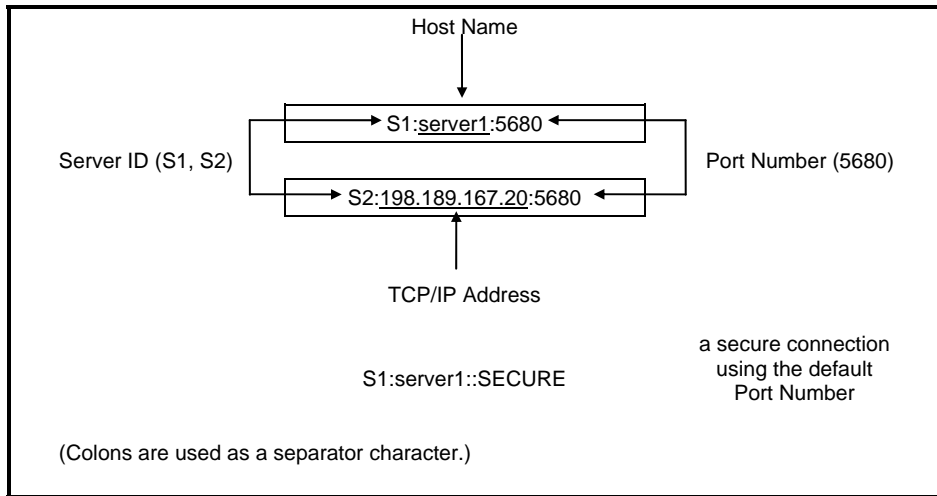 Host Name
S1:server1:5680
Server ID (S1, S2)
Port Number (5680)
S2:198.189.167.20:5680
TCP/IP Address
S1:server1::SECURE
a secure connection
using the default
Port Number
(Colons are used as a separator character.)